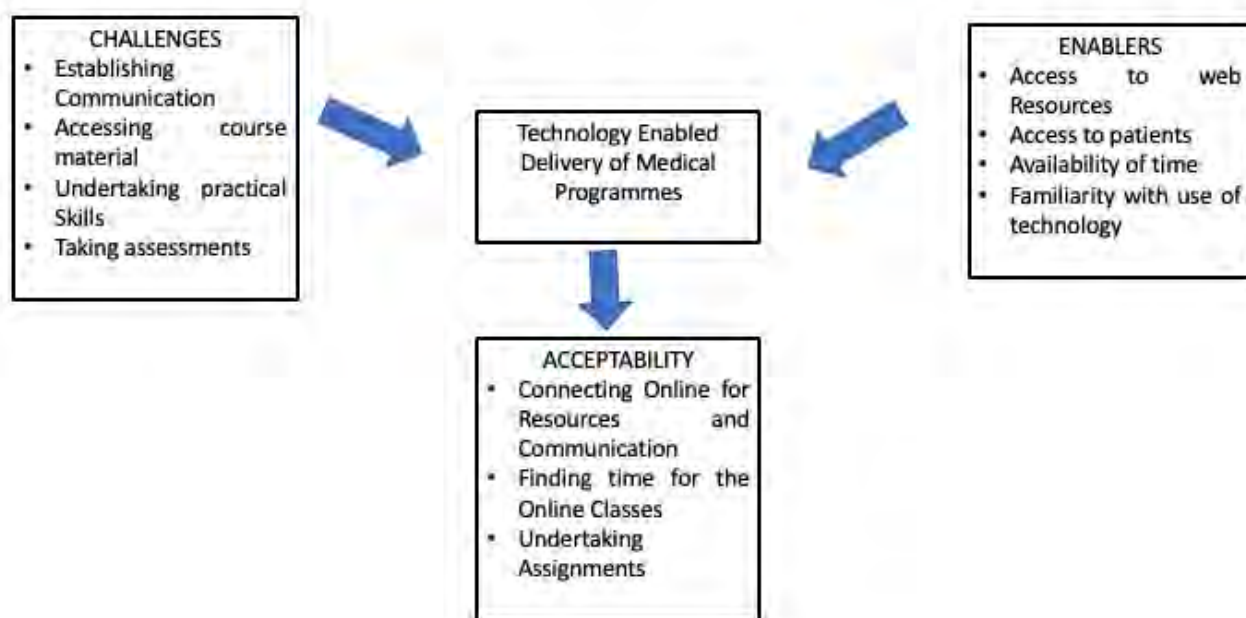 CHALLENGES
• Establishing
Communication
• Accessing course
material
• Undertaking practical
Skills
• Taking assessments
Technology Enabled
Delivery of Medical
Programmes
ENABLERS
• Access to web
Resources
• Access to patients
• Availability of time
• Familiarity with use of
technology
ACCEPTABILITY
• Connecting Online for
Resources and
Communication
• Finding time for the
Online Classes
• Undertaking
Assignments